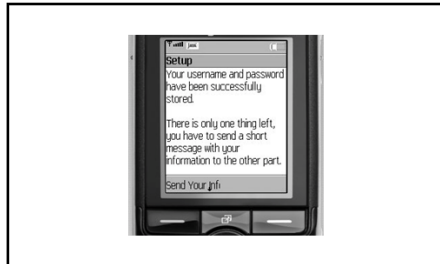 Setup
Your username and password
have been successfully
stored.
There is only one thing left,
you have to send a short
message with your
information to the other part.
Send Your Info